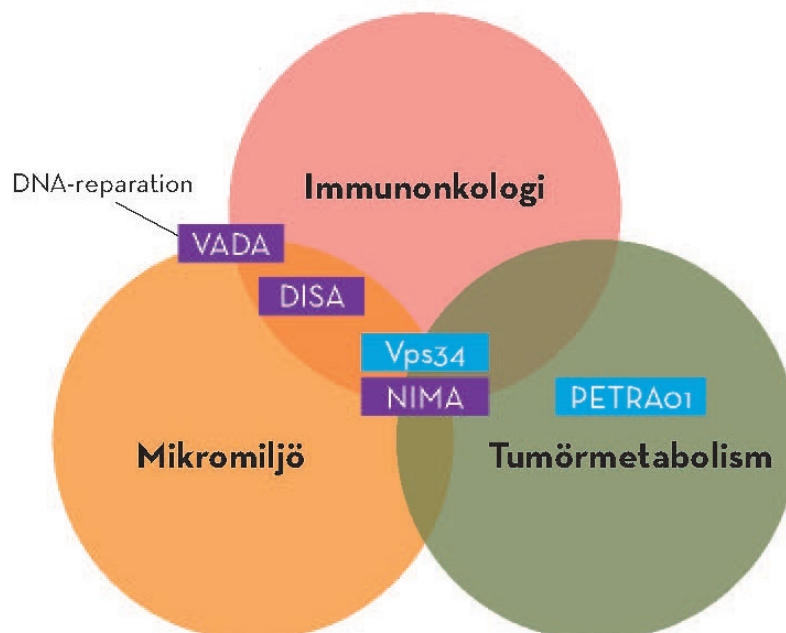 Immunonkologi
DNA-reparation
VADA
DISA
Vps34
NIMA
PETRA01
Mikromiljö
Tumörmetabolism